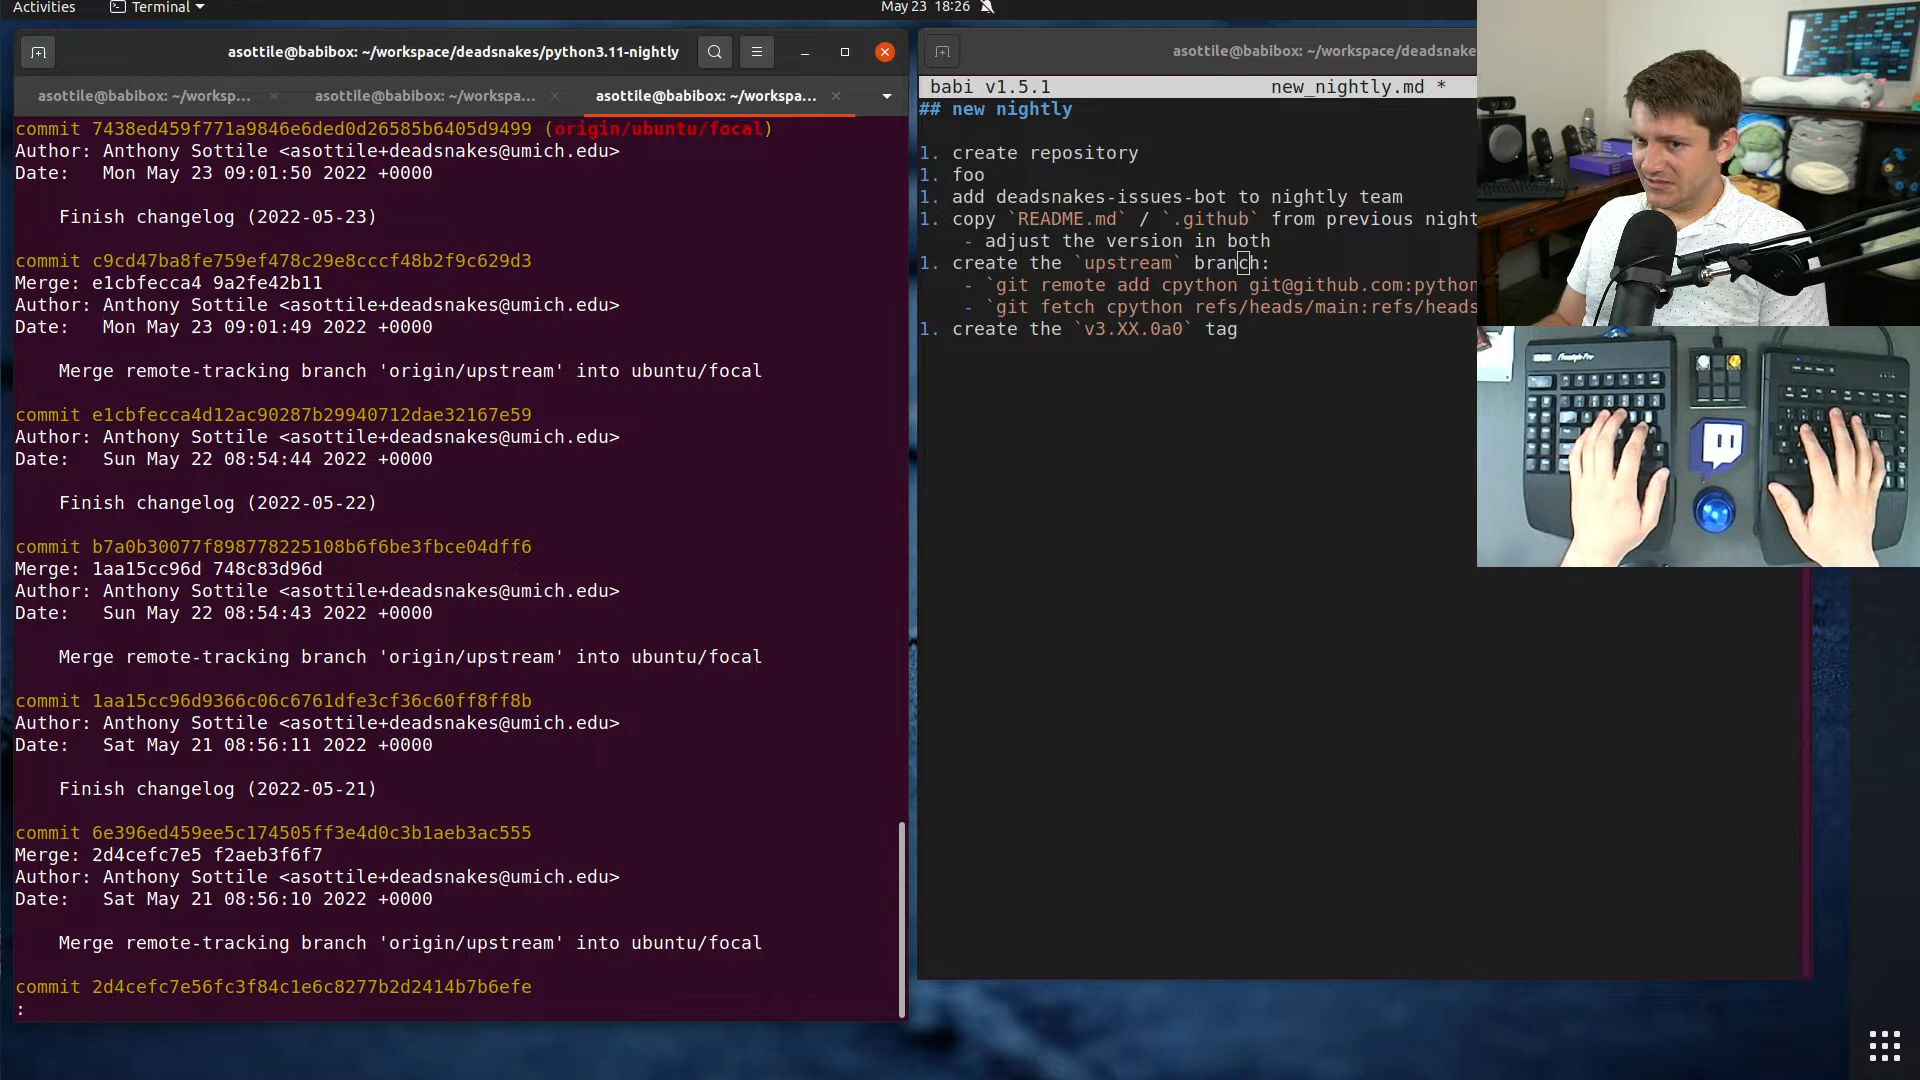 Activities
Terminal
May 23 18:26
asottile@babibox: ~/workspace/deadsnakes/python3.11-nightly
asottile@babibox: ~/worksp...
asottile@babibox: ~/workspa...
asottile@babibox: ~/workspa...
commit 7438ed459f771a9846e6ded0d26585b6405d9499 (origin/ubuntu/focal)
Author: Anthony Sottile <asottile+deadsnakes@umich.edu>
Date:   Mon May 23 09:01:50 2022 +0000
Finish changelog (2022-05-23)
commit c9cd47ba8fe759ef478c29e8cccf48b2f9c629d3
Merge: e1cbfecca4 9a2fe42b11
Author: Anthony Sottile <asottile+deadsnakes@umich.edu>
Date:   Mon May 23 09:01:49 2022 +0000
Merge remote-tracking branch 'origin/upstream' into ubuntu/focal
commit e1cbfecca4d12ac90287b29940712dae32167e59
Author: Anthony Sottile <asottile+deadsnakes@umich.edu>
Date:   Sun May 22 08:54:44 2022 +0000
Finish changelog (2022-05-22)
commit b7a0b30077f898778225108b6f6be3fbce04dff6
Merge: 1aa15cc96d 748c83d96d
Author: Anthony Sottile <asottile+deadsnakes@umich.edu>
Date:   Sun May 22 08:54:43 2022 +0000
Merge remote-tracking branch 'origin/upstream' into ubuntu/focal
commit 1aa15cc96d9366c06c6761dfe3cf36c60ff8ff8b
Author: Anthony Sottile <asottile+deadsnakes@umich.edu>
Date:   Sat May 21 08:56:11 2022 +0000
Finish changelog (2022-05-21)
commit 6e396ed459ee5c174505ff3e4d0c3b1aeb3ac555
Merge: 2d4cefc7e5 f2aeb3f6f7
Author: Anthony Sottile <asottile+deadsnakes@umich.edu>
Date:   Sat May 21 08:56:10 2022 +0000
Merge remote-tracking branch 'origin/upstream' into ubuntu/focal
commit 2d4cefc7e56fc3f84c1e6c8277b2d2414b7b6efe
:
asottile@babibox: ~/workspace/deadsnake
babi v1.5.1 new_nightly.md *
## new nightly
1. create repository
1. foo
1. add deadsnakes-issues-bot to nightly team
1. copy `README.md` / `.github` from previous night
- adjust the version in both
1. create the `upstream` branch:
- `git remote add cpython git@github.com:python
- `git fetch cpython refs/heads/main:refs/heads
1. create the `v3.XX.0a0` tag